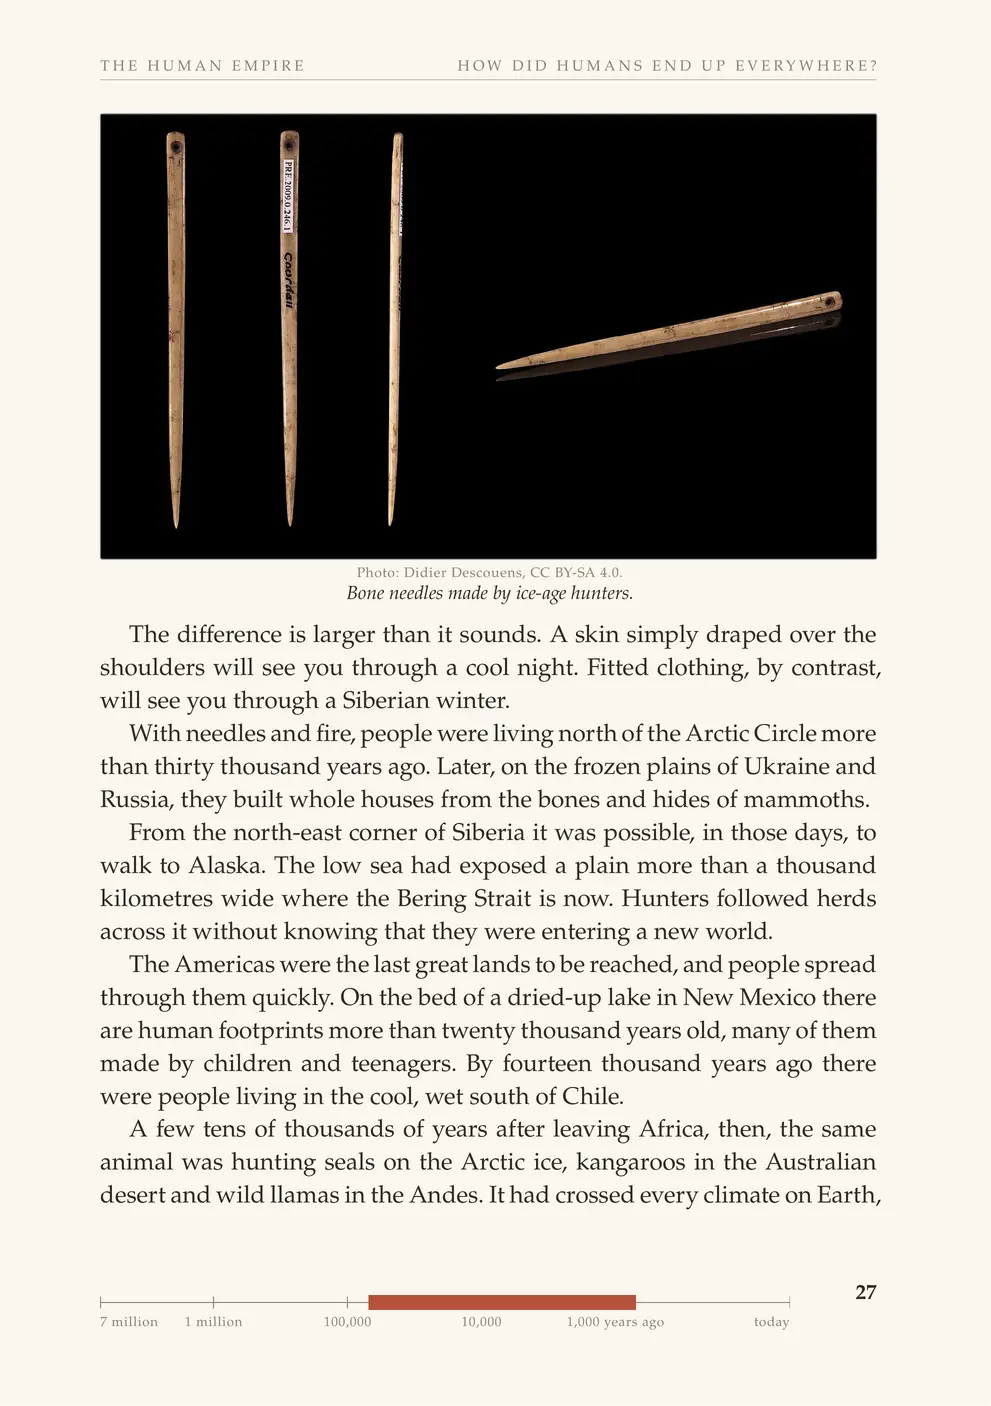 THE HUMAN EMPIRE
HOW DID HUMANS END UP EVERYWHERE?
PRE.2009.0.246.1
Gourdan
Photo: Didier Descouens, CC BY-SA 4.0.
Bone needles made by ice-age hunters.
The difference is larger than it sounds. A skin simply draped over the
shoulders will see you through a cool night. Fitted clothing, by contrast,
will see you through a Siberian winter.
With needles and fire, people were living north of the Arctic Circle more
than thirty thousand years ago. Later, on the frozen plains of Ukraine and
Russia, they built whole houses from the bones and hides of mammoths.
From the north-east corner of Siberia it was possible, in those days, to
walk to Alaska. The low sea had exposed a plain more than a thousand
kilometres wide where the Bering Strait is now. Hunters followed herds
across it without knowing that they were entering a new world.
The Americas were the last great lands to be reached, and people spread
through them quickly. On the bed of a dried-up lake in New Mexico there
are human footprints more than twenty thousand years old, many of them
made by children and teenagers. By fourteen thousand years ago there
were people living in the cool, wet south of Chile.
A few tens of thousands of years after leaving Africa, then, the same
animal was hunting seals on the Arctic ice, kangaroos in the Australian
desert and wild llamas in the Andes. It had crossed every climate on Earth,
27
7 million 1 million 100,000 10,000 1,000 years ago today